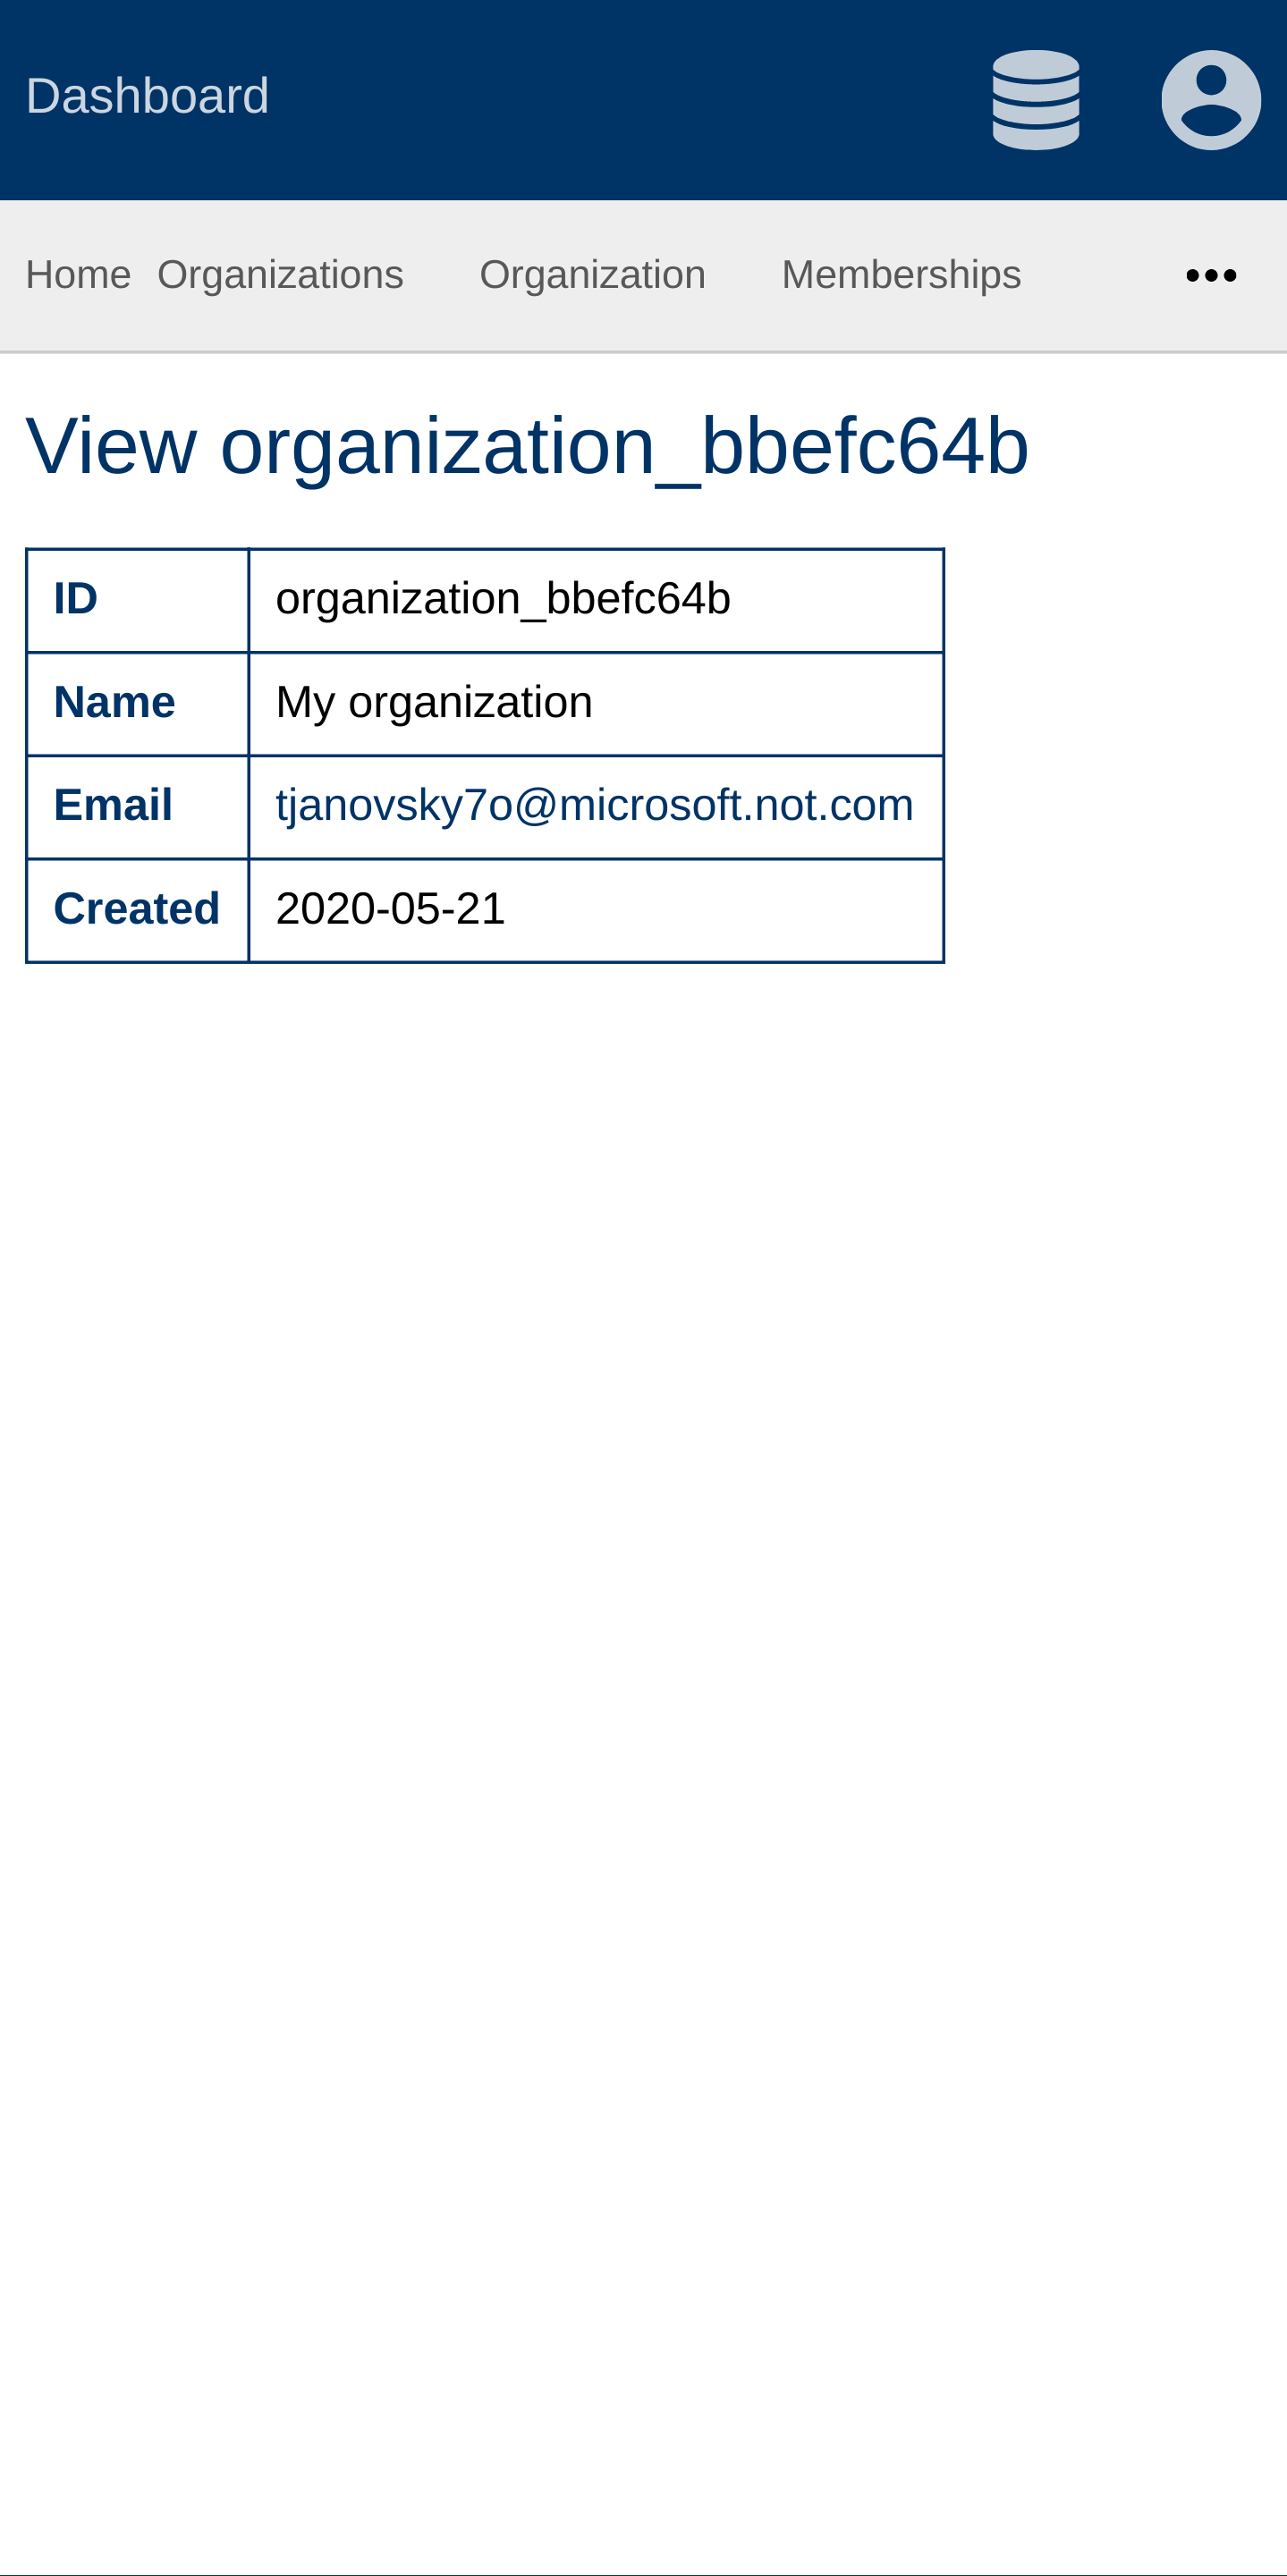 Dashboard
Home Organizations Organization Memberships
View organization_bbefc64b
ID organization_bbefc64b
Name My organization
Email tjanovsky7o@microsoft.not.com
Created 2020-05-21